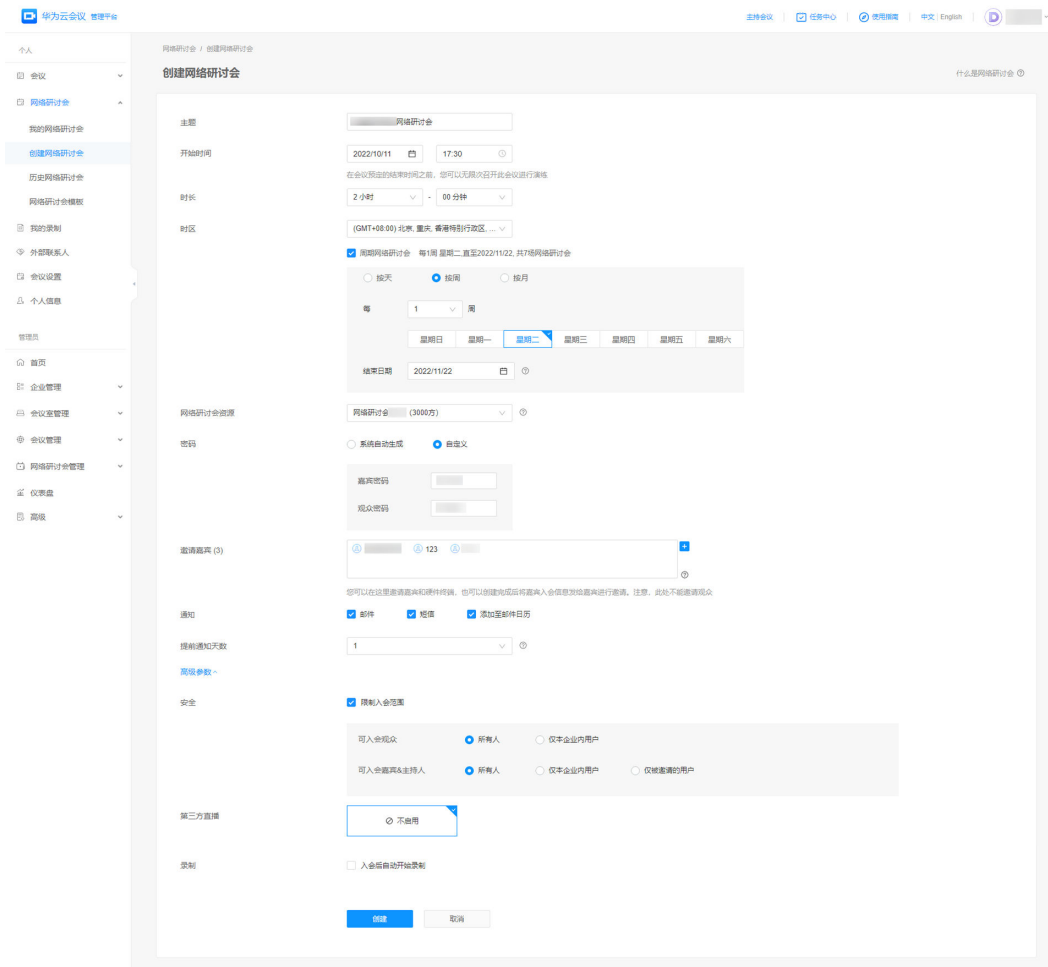 华为云会议 管理平台
主持会议 任务中心 使用指南 中文 | English
个人
会议
网络研讨会
我的网络研讨会
创建网络研讨会
历史网络研讨会
网络研讨会模板
我的录制
外部联系人
会议设置
个人信息
管理员
首页
企业管理
会议室管理
会议管理
网络研讨会管理
仪表盘
高级
网络研讨会 / 创建网络研讨会
创建网络研讨会 什么是网络研讨会
主题 网络研讨会
开始时间 2022/10/11 17:30
在会议预定的结束时间之前，您可以无限次召开此会议进行演练
时长 2 小时 - 00 分钟
时区 (GMT+08:00) 北京, 重庆, 香港特别行政区, ...
周期网络研讨会 每1周 星期二,直至2022/11/22, 共7场网络研讨会
按天 按周 按月
每 1 周
星期日 星期一 星期二 星期三 星期四 星期五 星期六
结束日期 2022/11/22
网络研讨会资源 网络研讨会 (3000方)
密码 系统自动生成 自定义
嘉宾密码
观众密码
邀请嘉宾 (3) 123
您可以在这里邀请嘉宾和硬件终端，也可以创建完成后将嘉宾入会信息发给嘉宾进行邀请。注意，此处不能邀请观众
通知 邮件 短信 添加至邮件日历
提前通知天数 1
高级参数
安全 限制入会范围
可入会观众 所有人 仅本企业内用户
可入会嘉宾&主持人 所有人 仅本企业内用户 仅被邀请的用户
第三方直播 不启用
录制 入会后自动开始录制
创建 取消